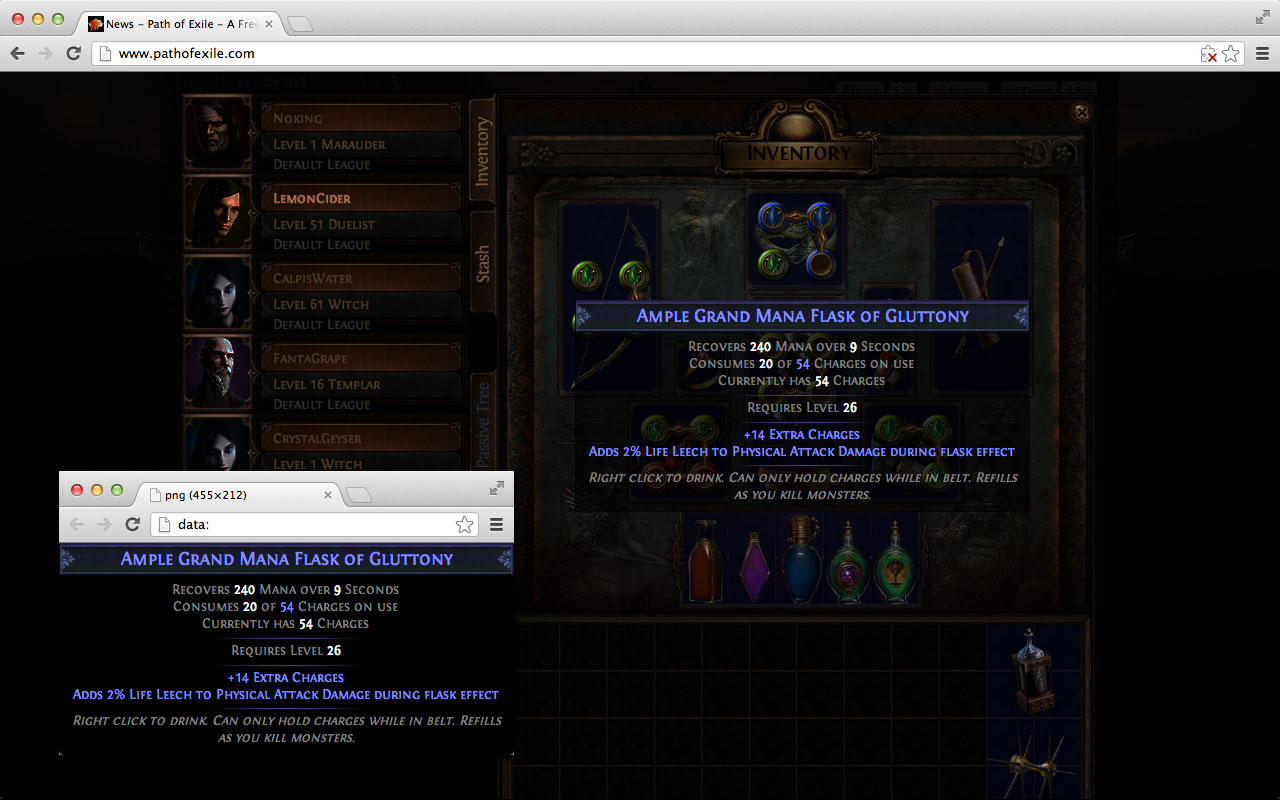 News – Path of Exile – A Free
www.pathofexile.com
Logged in as
Noking
Level 1 Marauder
Default League
LemonCider
Level 51 Duelist
Default League
CalpisWater
Level 61 Witch
Default League
FantaGrape
Level 16 Templar
Default League
CrystalGeyser
Level 1 Witch
Inventory
Stash
Passive Tree
Inventory
Ample Grand Mana Flask of Gluttony
Recovers 240 Mana over 9 Seconds
Consumes 20 of 54 Charges on use
Currently has 54 Charges
Requires Level 26
+14 Extra Charges
Adds 2% Life Leech to Physical Attack Damage during flask effect
Right click to drink. Can only hold charges while in belt. Refills
as you kill monsters.
png (455×212)
data:
Ample Grand Mana Flask of Gluttony
Recovers 240 Mana over 9 Seconds
Consumes 20 of 54 Charges on use
Currently has 54 Charges
Requires Level 26
+14 Extra Charges
Adds 2% Life Leech to Physical Attack Damage during flask effect
Right click to drink. Can only hold charges while in belt. Refills
as you kill monsters.